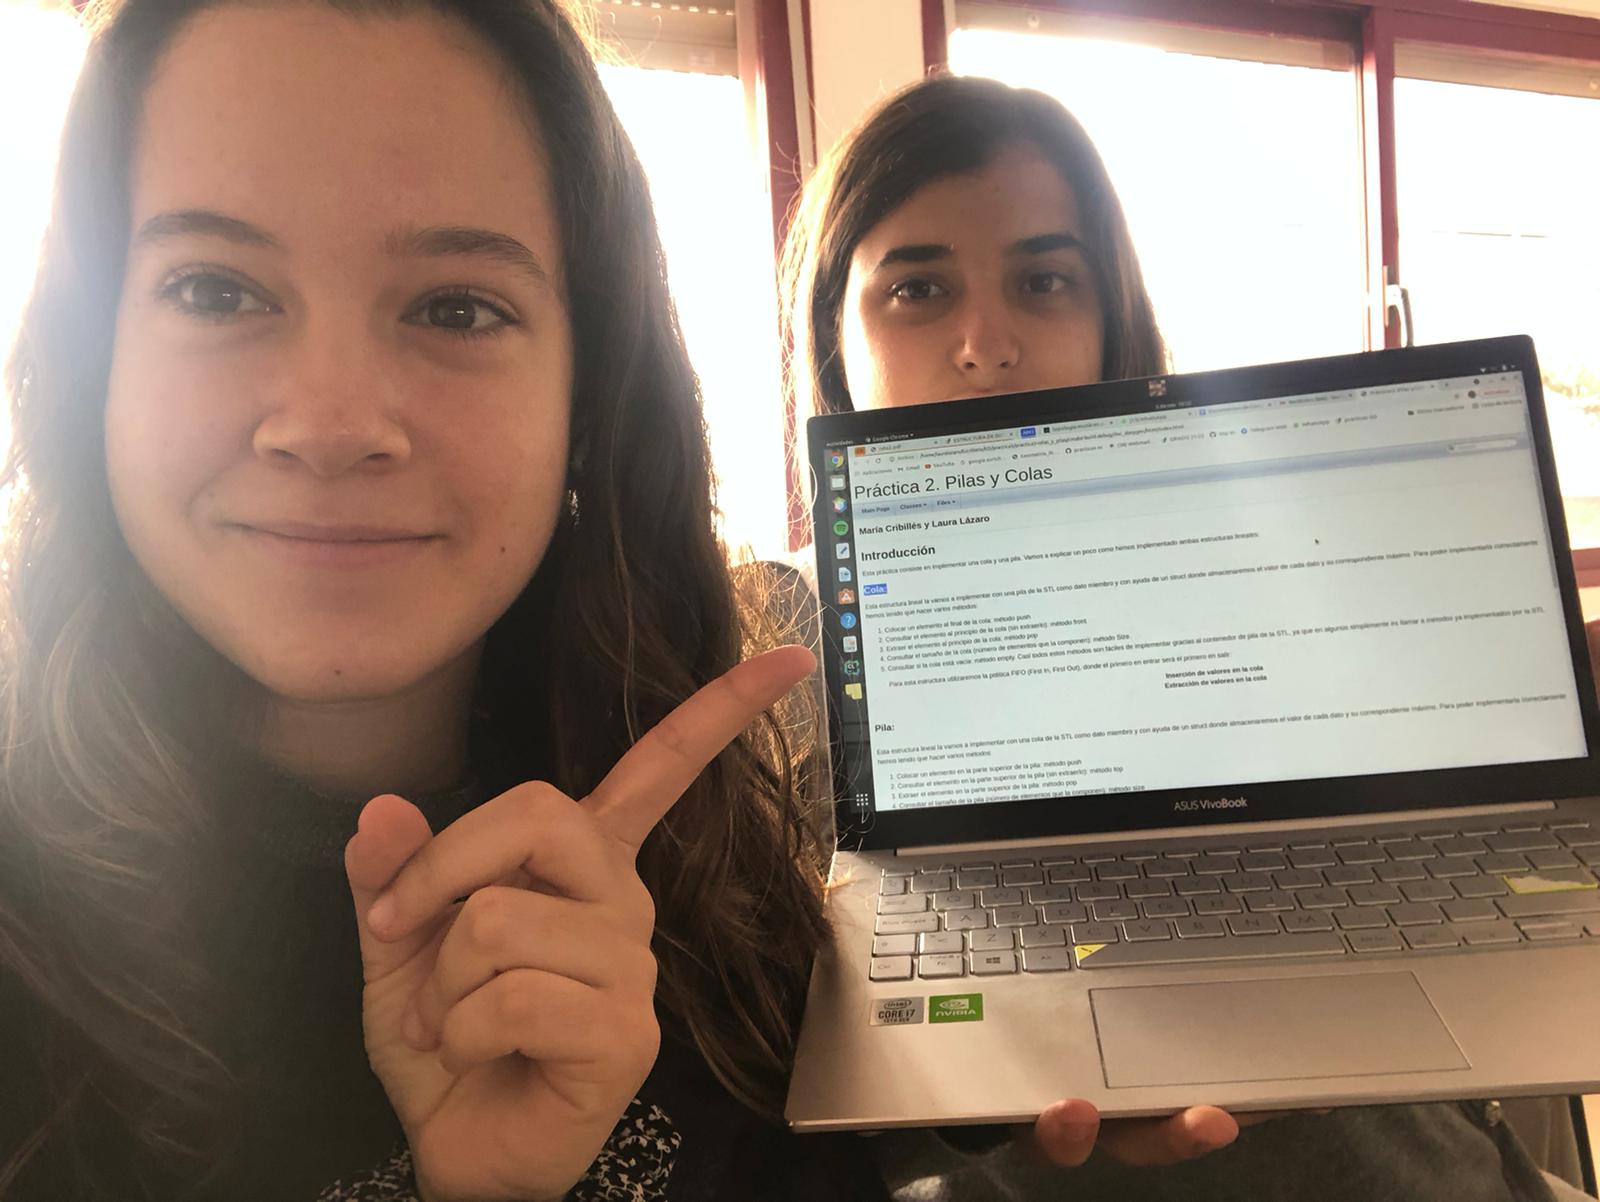 Actividades
Google Chrome
Aplicaciones Gmail YouTube
Práctica 2. Pilas y Colas
Main Page Classes Files
María Cribillés y Laura Lázaro
Introducción
Esta práctica consiste en implementar una cola y una pila. Vamos a explicar un poco como hemos implementado ambas estructuras lineales:
Cola:
Esta estructura lineal la vamos a implementar con una pila de la STL como dato miembro y con ayuda de un struct donde almacenaremos el valor de cada dato y su correspondiente máximo. Para poder implementarla correctamente
hemos tenido que hacer varios métodos:
1. Colocar un elemento al final de la cola: método push
2. Consultar el elemento al principio de la cola (sin extraerlo): método front
3. Extraer el elemento al principio de la cola: método pop
4. Consultar el tamaño de la cola (número de elementos que la componen): método Size.
5. Consultar si la cola está vacía: método empty. Casi todos estos métodos son fáciles de implementar gracias al contenedor de pila de la STL, ya que en algunos simplemente es llamar a métodos ya implementados por la STL.
Para esta estructura utilizaremos la política FIFO (First In, First Out), donde el primero en entrar será el primero en salir:
Inserción de valores en la cola
Extracción de valores en la cola
Pila:
Esta estructura lineal la vamos a implementar con una cola de la STL como dato miembro y con ayuda de un struct donde almacenaremos el valor de cada dato y su correspondiente máximo. Para poder implementarla correctamente
hemos tenido que hacer varios métodos:
1. Colocar un elemento en la parte superior de la pila: método push
2. Consultar el elemento en la parte superior de la pila (sin extraerlo): método top
3. Extraer el elemento en la parte superior de la pila: método pop
4. Consultar el tamaño de la pila (número de elementos que la componen): método size
ASUS VivoBook
intel
CORE i7
NVIDIA